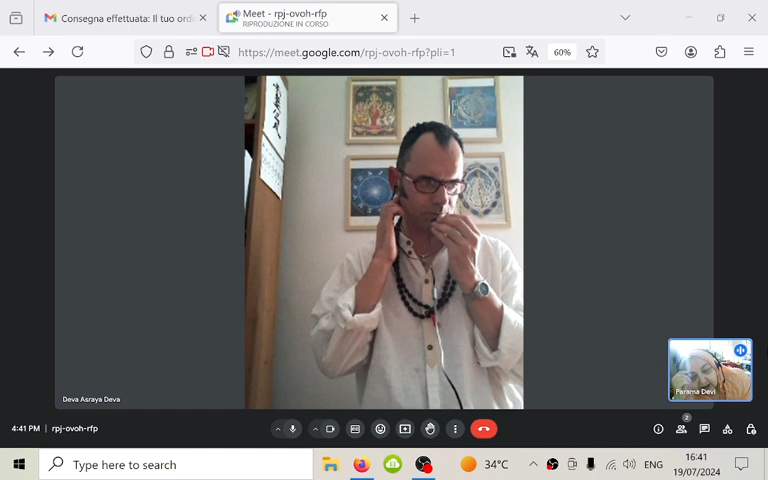 Consegna effettuata: Il tuo ordi
Meet - rpj-ovoh-rfp
RIPRODUZIONE IN CORSO
https://meet.google.com/rpj-ovoh-rfp?pli=1
60%
Deva Asraya Deva
Parama Devi
4:41 PM | rpj-ovoh-rfp
2
Type here to search
34°C
ENG
16:41
19/07/2024